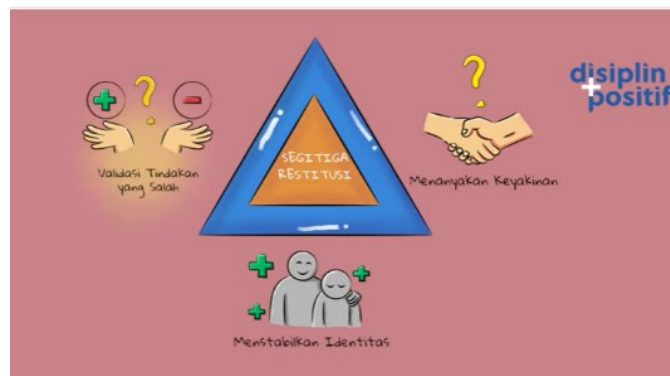 disiplin
positif
SEGITIGA
RESTITUSI
Validasi Tindakan
yang Salah
Menanyakan Keyakinan
Menstabilkan Identitas